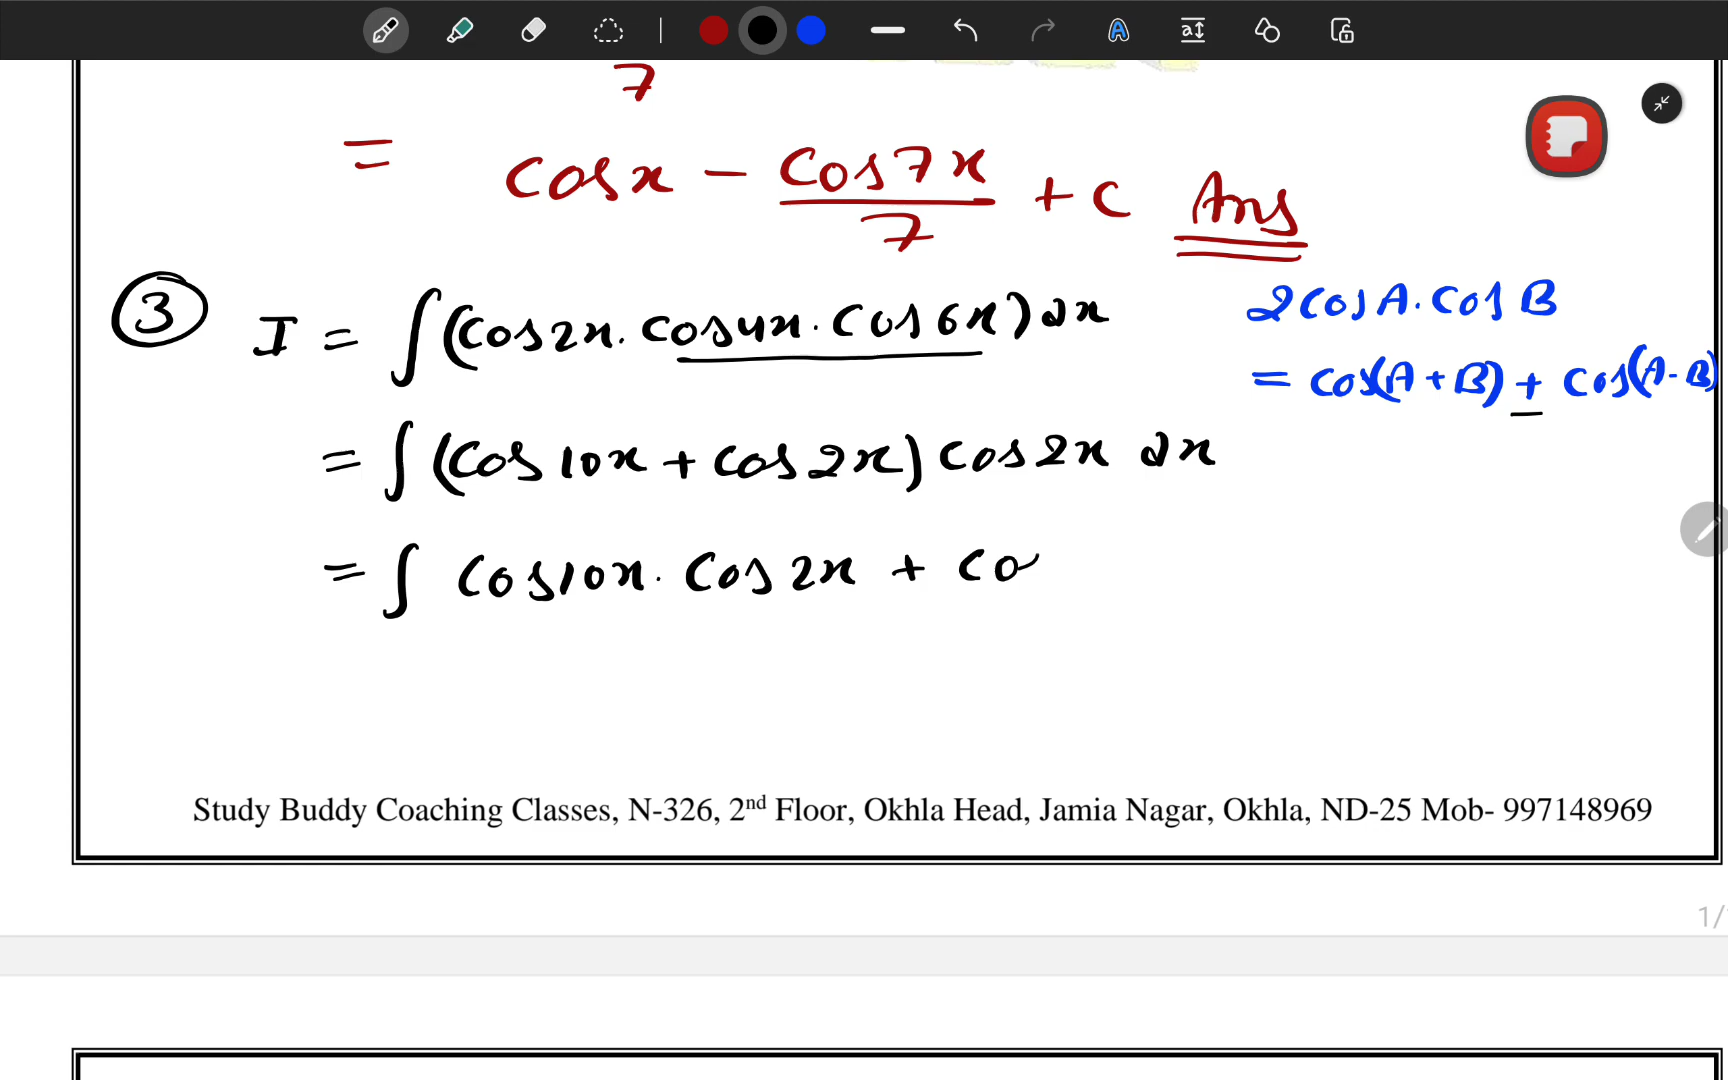 7
= cosx - cos7x/7 + c Ans
③ I = ∫(cos2x.cos4x.cos6x)dx
2cosA.cosB
= cos(A+B) + cos(A-B)
= ∫(cos10x+cos2x)cos2x dx
= ∫ cos10x. cos2x + co
Study Buddy Coaching Classes, N-326, 2nd Floor, Okhla Head, Jamia Nagar, Okhla, ND-25 Mob- 997148969
1/